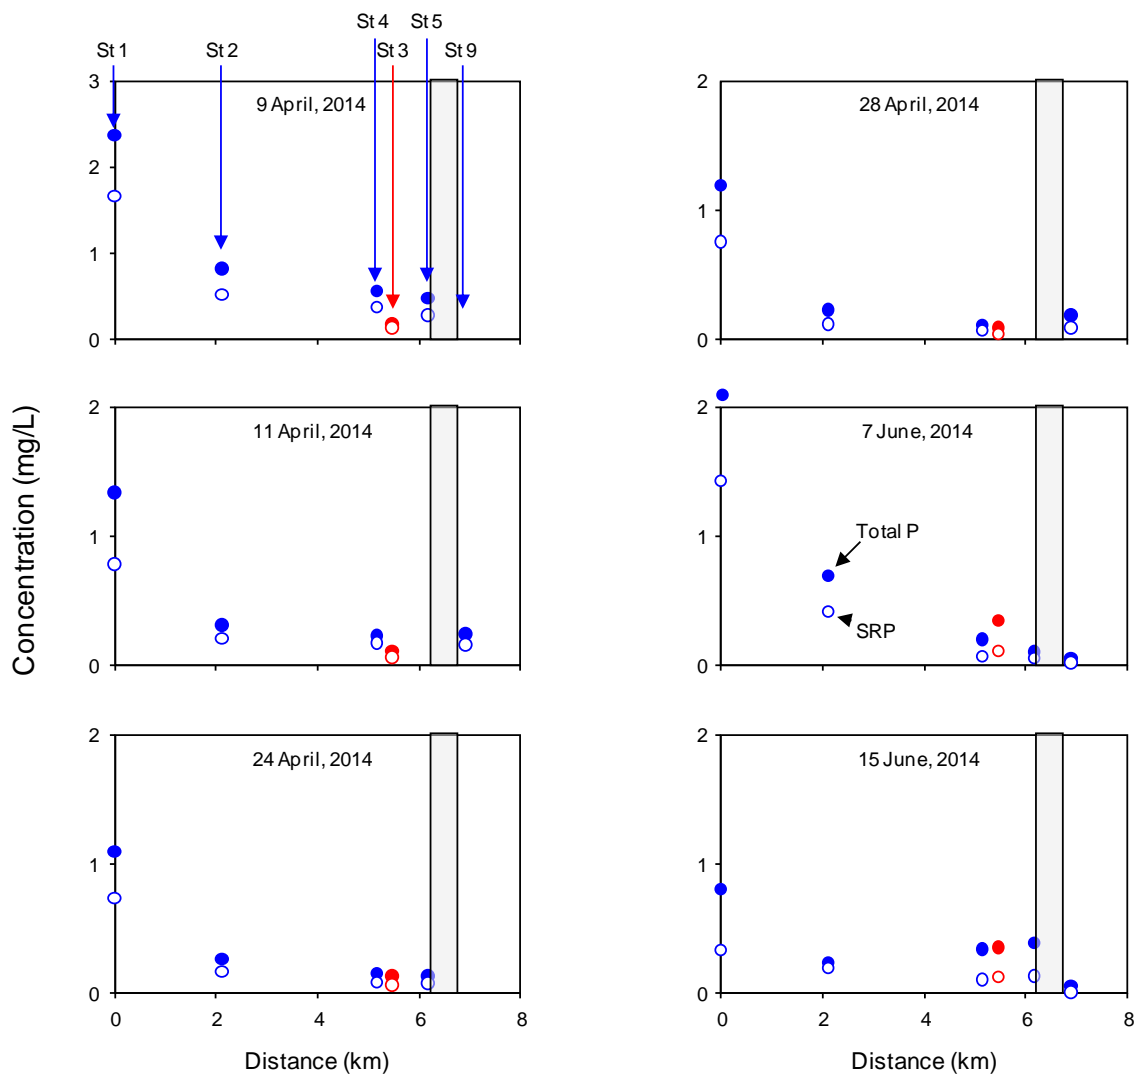 St 4
St 5
St 1
St 2
St 3
St 9
3
2
1
0
9 April, 2014
2
1
0
28 April, 2014
Concentration (mg/L)
2
1
0
11 April, 2014
2
1
0
7 June, 2014
Total P
SRP
2
1
0
24 April, 2014
0
2
4
6
8
Distance (km)
2
1
0
15 June, 2014
0
2
4
6
8
Distance (km)